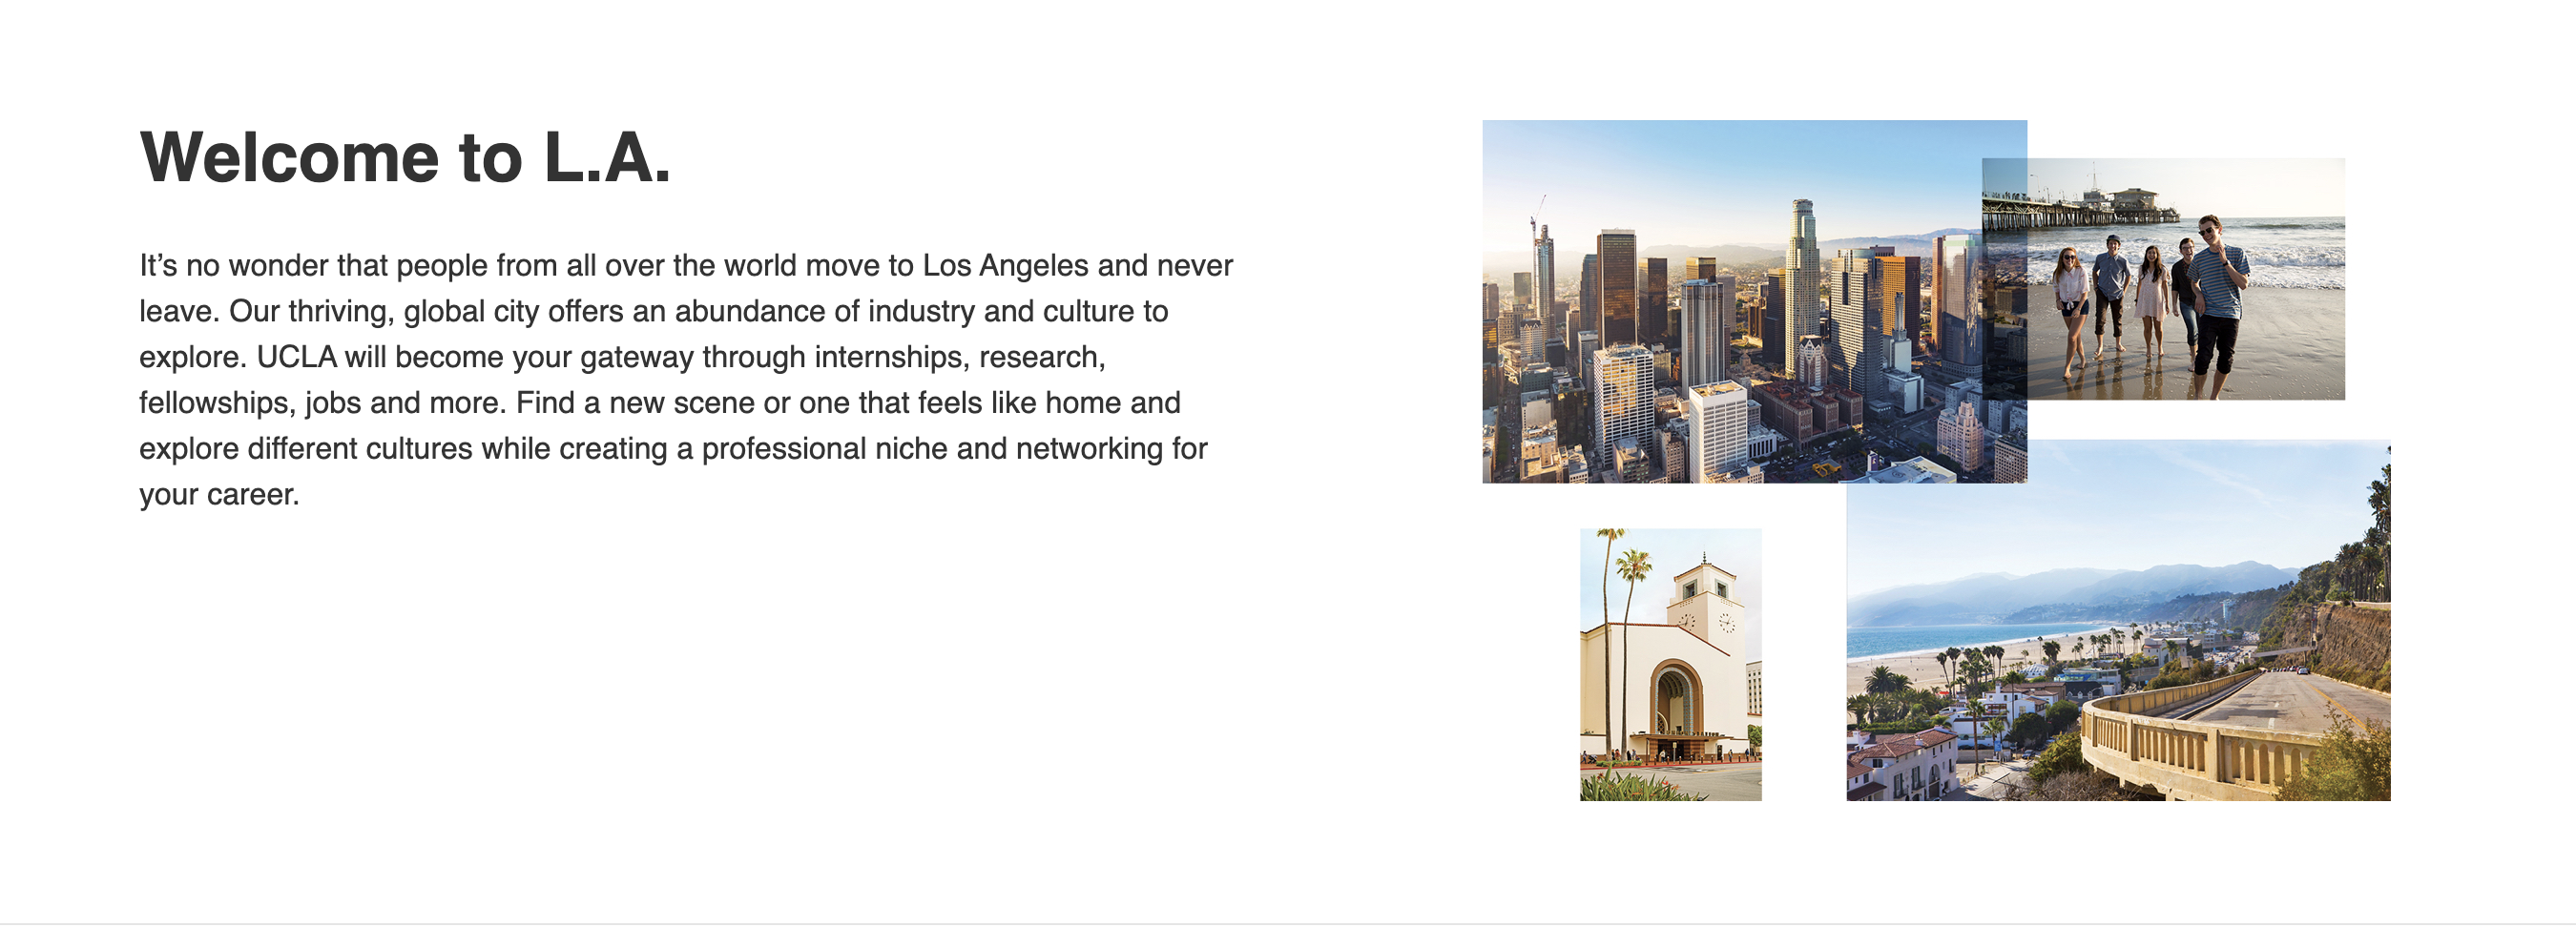 Welcome to L.A.
It’s no wonder that people from all over the world move to Los Angeles and never
leave. Our thriving, global city offers an abundance of industry and culture to
explore. UCLA will become your gateway through internships, research,
fellowships, jobs and more. Find a new scene or one that feels like home and
explore different cultures while creating a professional niche and networking for
your career.